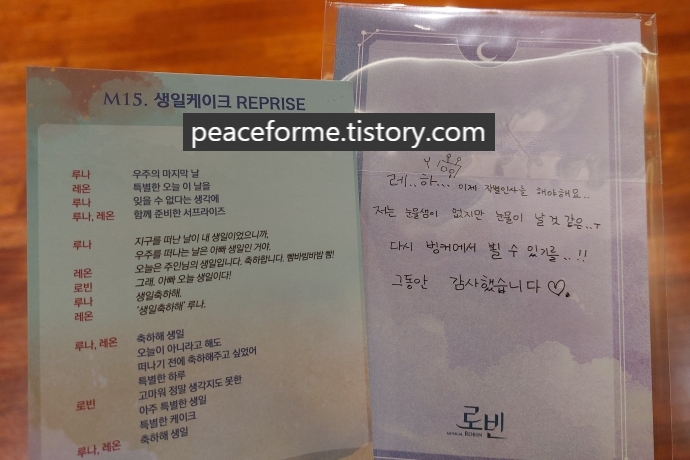 M15. 생일케이크 REPRISE
peaceforme.tistory.com
루나 우주의 마지막 날
레온 특별한 오늘 이 날을
루나 잊을 수 없다는 생각에
루나, 레온 함께 준비한 서프라이즈
루나 지구를 떠난 날이 내 생일이었으니까,
우주를 떠나는 날은 아빠 생일인 거야.
레온 오늘은 주인님의 생일입니다. 축하합니다. 빰바밤바밤 빰!
로빈 그래, 아빠 오늘 생일이다!
루나 생일축하해.
레온 '생일축하해' 루나.
루나, 레온 축하해 생일
오늘이 아니라고 해도
떠나기 전에 축하해주고 싶었어
특별한 하루
고마워 정말 생각지도 못한
로빈 아주 특별한 생일
특별한 케이크
루나, 레온 축하해 생일
레..하... 이제 작별인사를 해야해요..
저는 눈물샘이 없지만 눈물이 날 것 같은..ㅜ
다시 벙커에서 뵐 수 있기를..!!
그동안 감사했습니다♡.
로빈
MUSICAL ROBIN